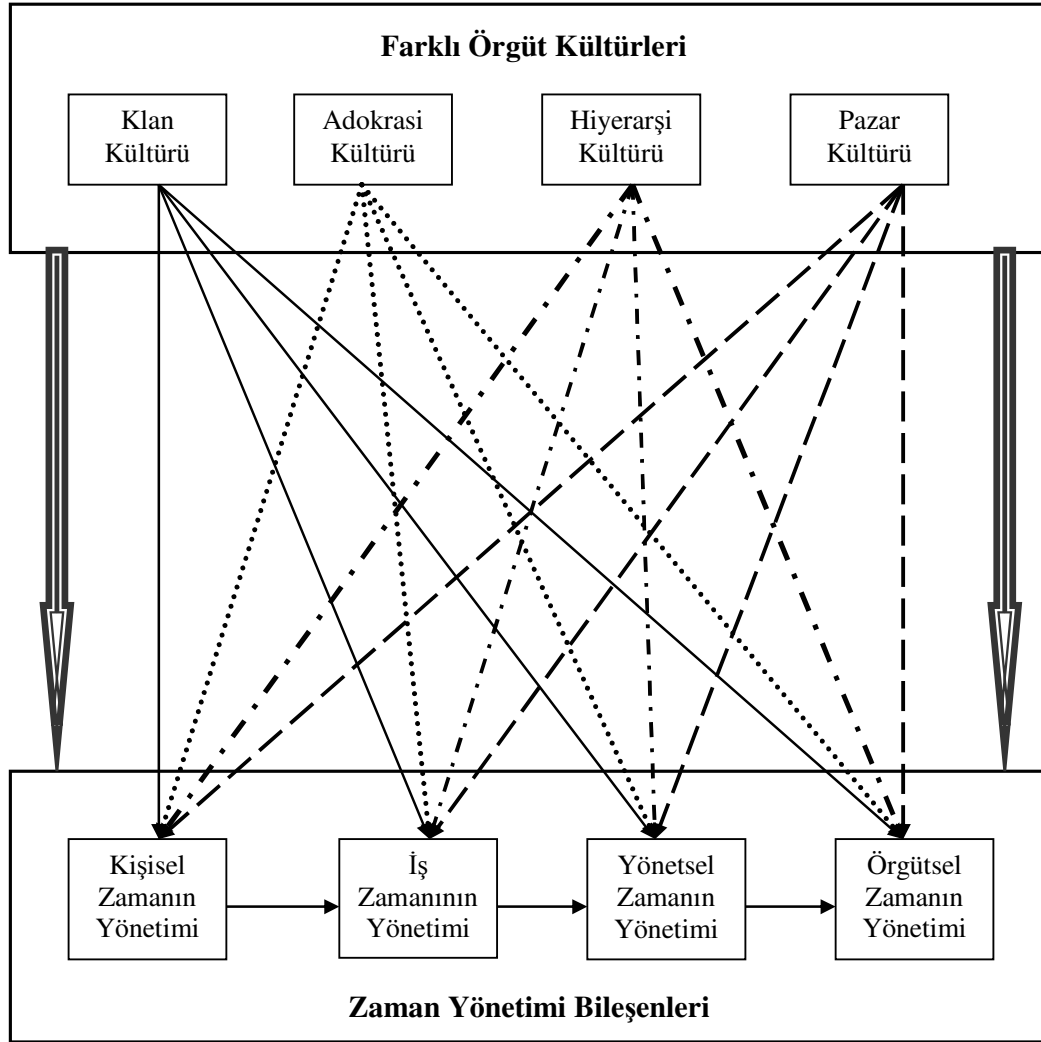 Farklı Örgüt Kültürleri
Klan
Kültürü
Adokrasi
Kültürü
Hiyerarşi
Kültürü
Pazar
Kültürü
Kişisel
Zamanın
Yönetimi
İş
Zamanının
Yönetimi
Yönetsel
Zamanın
Yönetimi
Örgütsel
Zamanın
Yönetimi
Zaman Yönetimi Bileşenleri